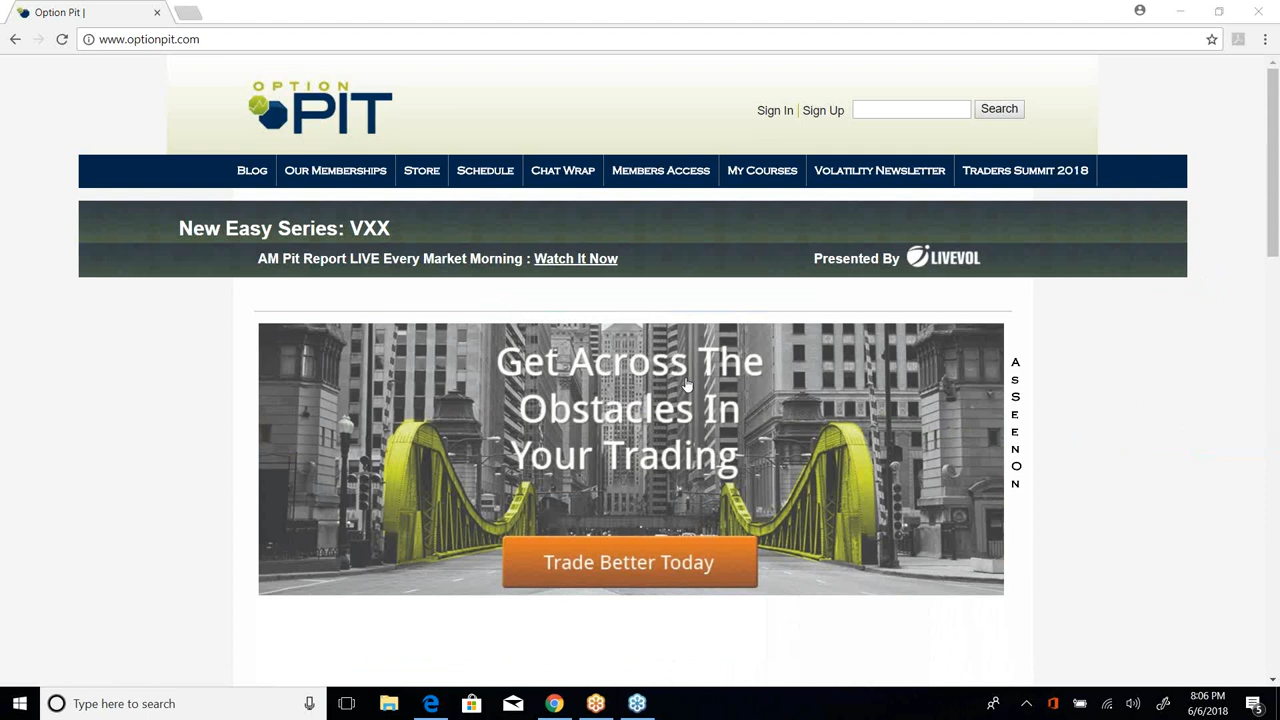 Option Pit |
www.optionpit.com
OPTION
PIT
Sign In | Sign Up
Search
BLOG
OUR MEMBERSHIPS
STORE
SCHEDULE
CHAT WRAP
MEMBERS ACCESS
MY COURSES
VOLATILITY NEWSLETTER
TRADERS SUMMIT 2018
New Easy Series: VXX
AM Pit Report LIVE Every Market Morning : Watch It Now
Presented By LIVEVOL
Get Across The
Obstacles In
Your Trading
Trade Better Today
A
S
S
E
E
N
O
N
Type here to search
8:06 PM
6/6/2018
5